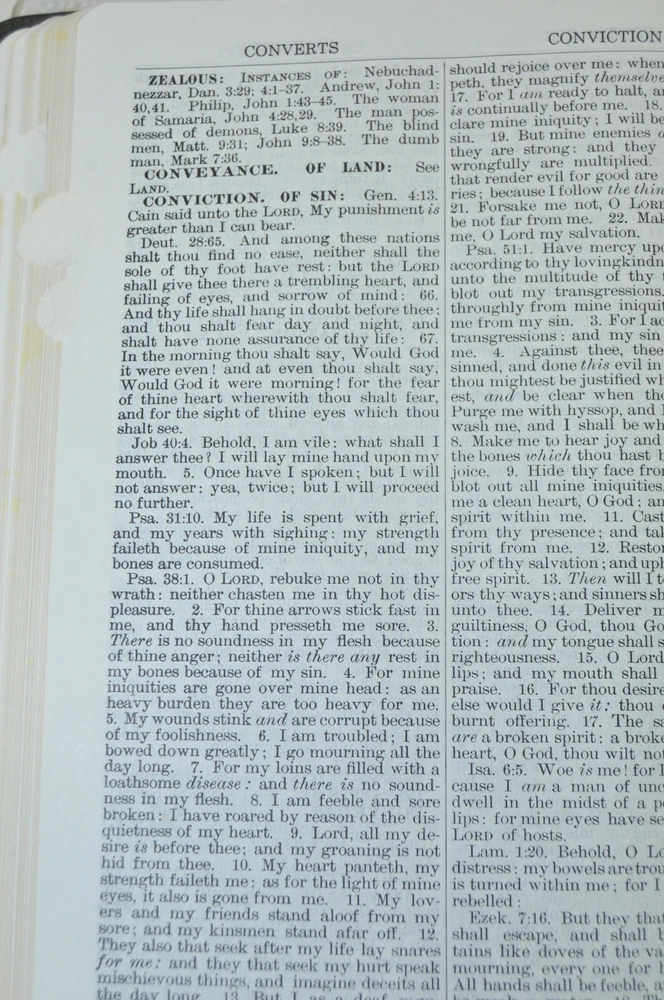 CONVERTS
ZEALOUS: INSTANCES OF: Nebuchad-
nezzar, Dan. 3:29; 4:1–37. Andrew, John 1:
40,41. Philip, John 1:43–45. The woman
of Samaria, John 4:28,29. The man pos-
sessed of demons, Luke 8:39. The blind
men, Matt. 9:31; John 9:8–38. The dumb
man, Mark 7:36.
CONVEYANCE. OF LAND: See
LAND.
CONVICTION. OF SIN: Gen. 4:13.
Cain said unto the LORD, My punishment is
greater than I can bear.
Deut. 28:65. And among these nations
shalt thou find no ease, neither shall the
sole of thy foot have rest: but the LORD
shall give thee there a trembling heart, and
failing of eyes, and sorrow of mind: 66.
And thy life shall hang in doubt before thee;
and thou shalt fear day and night, and
shalt have none assurance of thy life: 67.
In the morning thou shalt say, Would God
it were even! and at even thou shalt say,
Would God it were morning! for the fear
of thine heart wherewith thou shalt fear,
and for the sight of thine eyes which thou
shalt see.
Job 40:4. Behold, I am vile; what shall I
answer thee? I will lay mine hand upon my
mouth. 5. Once have I spoken; but I will
not answer: yea, twice; but I will proceed
no further.
Psa. 31:10. My life is spent with grief,
and my years with sighing: my strength
faileth because of mine iniquity, and my
bones are consumed.
Psa. 38:1. O LORD, rebuke me not in thy
wrath: neither chasten me in thy hot dis-
pleasure. 2. For thine arrows stick fast in
me, and thy hand presseth me sore. 3.
There is no soundness in my flesh because
of thine anger; neither is there any rest in
my bones because of my sin. 4. For mine
iniquities are gone over mine head: as an
heavy burden they are too heavy for me.
5. My wounds stink and are corrupt because
of my foolishness. 6. I am troubled; I am
bowed down greatly; I go mourning all the
day long. 7. For my loins are filled with a
loathsome disease: and there is no sound-
ness in my flesh. 8. I am feeble and sore
broken: I have roared by reason of the dis-
quietness of my heart. 9. Lord, all my de-
sire is before thee; and my groaning is not
hid from thee. 10. My heart panteth, my
strength faileth me: as for the light of mine
eyes, it also is gone from me. 11. My lov-
ers and my friends stand aloof from my
sore; and my kinsmen stand afar off. 12.
They also that seek after my life lay snares
for me: and they that seek my hurt speak
mischievous things, and imagine deceits all
the day long. 13. But I as a deaf
CONVICTION
should rejoice over me: when
peth, they magnify themselve
17. For I am ready to halt, a
is continually before me. 18.
clare mine iniquity; I will be
sin. 19. But mine enemies
they are strong: and they
wrongfully are multiplied.
that render evil for good are
ries; because I follow the thin
21. Forsake me not, O LORD
be not far from me. 22. Mak
me, O Lord my salvation.
Psa. 51:1. Have mercy upo
according to thy lovingkindn
unto the multitude of thy
blot out my transgressions.
throughly from mine iniquit
me from my sin. 3. For I ac
transgressions: and my sin
me. 4. Against thee, thee
sinned, and done this evil in
thou mightest be justified wh
est, and be clear when tho
Purge me with hyssop, and I
wash me, and I shall be wh
8. Make me to hear joy and
the bones which thou hast b
joice. 9. Hide thy face from
blot out all mine iniquities.
me a clean heart, O God; an
spirit within me. 11. Cast
from thy presence; and tak
spirit from me. 12. Resto
joy of thy salvation; and uph
free spirit. 13. Then will I t
ors thy ways; and sinners sh
unto thee. 14. Deliver m
guiltiness, O God, thou Go
tion: and my tongue shall s
righteousness. 15. O Lord
lips; and my mouth shall
praise. 16. For thou desire
else would I give it: thou
burnt offering. 17. The sa
are a broken spirit: a broke
heart, O God, thou wilt not
Isa. 6:5. Woe is me! for I
cause I am a man of unc
dwell in the midst of a p
lips: for mine eyes have se
LORD of hosts.
Lam. 1:20. Behold, O Lo
distress: my bowels are trou
is turned within me; for I
rebelled:
Ezek. 7:16. But they that
shall escape, and shall b
tains like doves of the va
mourning, every one for h
All hands shall be feeble, a